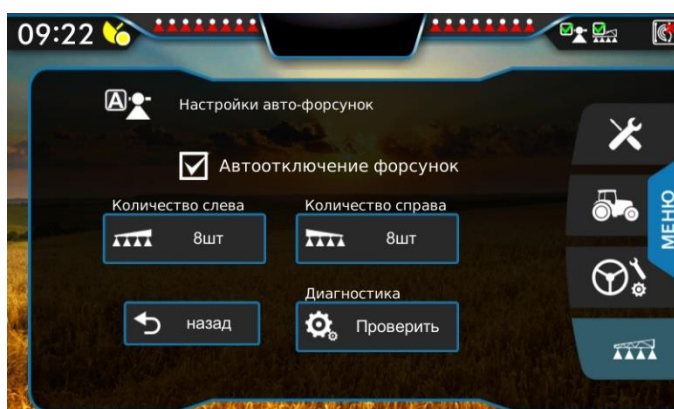 09:22
A
Настройки авто-форсунок
Автоотключение форсунок
Количество слева Количество справа
8шт 8шт
Диагностика
назад Проверить
МЕНЮ